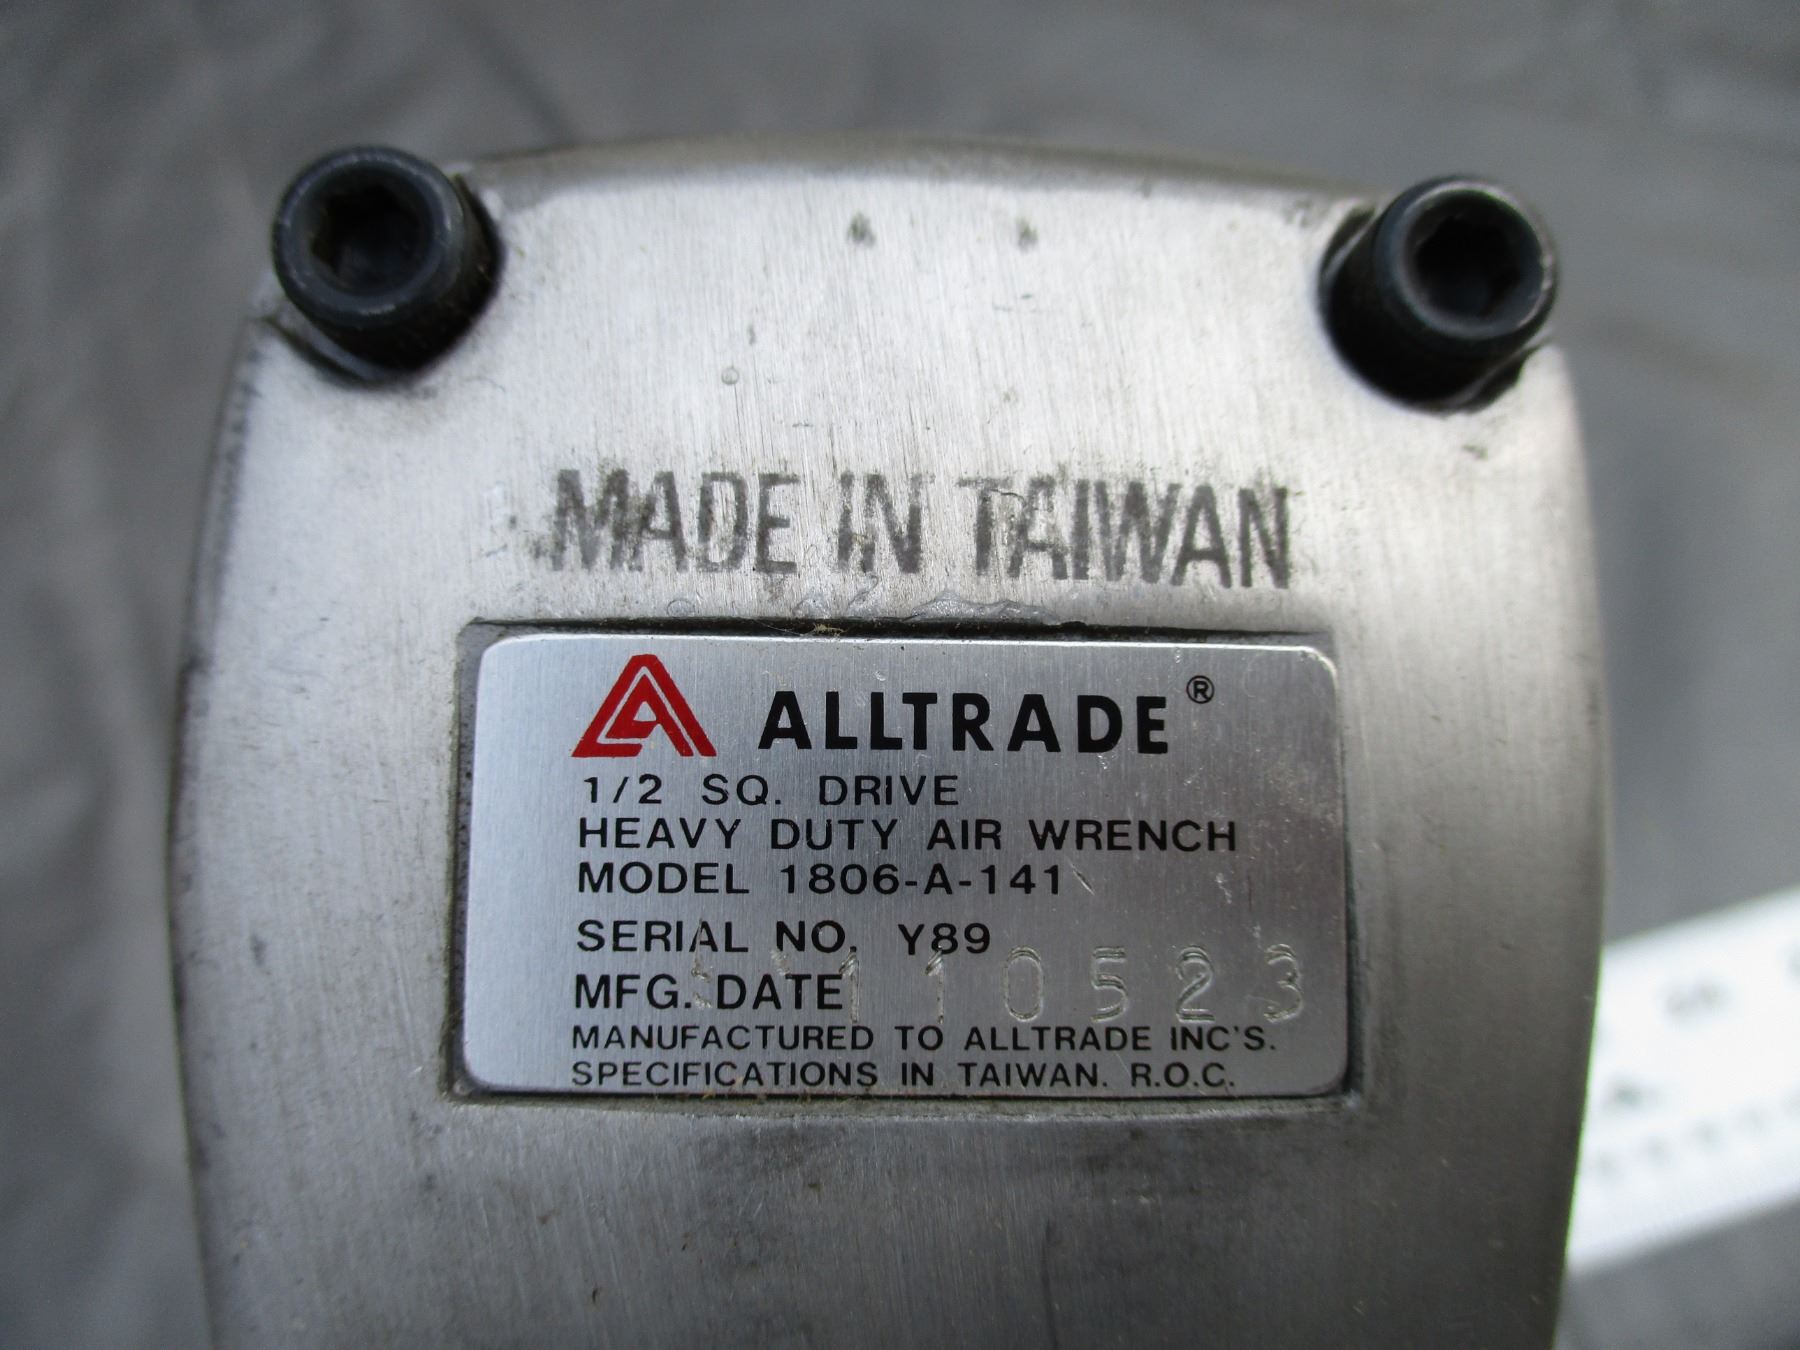 MADE IN TAIWAN
ALLTRADE®
1/2 SQ. DRIVE
HEAVY DUTY AIR WRENCH
MODEL 1806-A-141
SERIAL NO. Y89
110523
MFG. DATE
MANUFACTURED TO ALLTRADE INC'S.
SPECIFICATIONS IN TAIWAN. R.O.C.